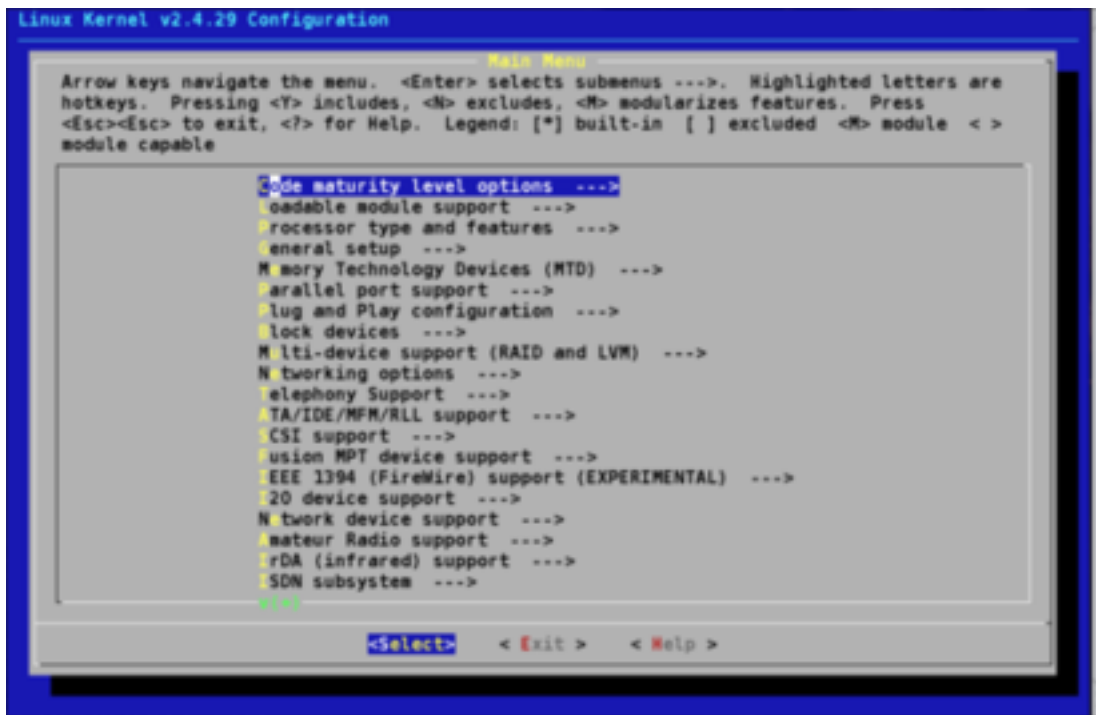 Linux Kernel v2.4.29 Configuration
Main Menu
Arrow keys navigate the menu. <Enter> selects submenus --->. Highlighted letters are
hotkeys. Pressing <Y> includes, <N> excludes, <M> modularizes features. Press
<Esc><Esc> to exit, <?> for Help. Legend: [*] built-in [ ] excluded <M> module < >
module capable
Code maturity level options --->
Loadable module support --->
Processor type and features --->
General setup --->
Memory Technology Devices (MTD) --->
Parallel port support --->
Plug and Play configuration --->
Block devices --->
Multi-device support (RAID and LVM) --->
Networking options --->
Telephony Support --->
ATA/IDE/MFM/RLL support --->
SCSI support --->
Fusion MPT device support --->
IEEE 1394 (FireWire) support (EXPERIMENTAL) --->
I2O device support --->
Network device support --->
Amateur Radio support --->
IrDA (infrared) support --->
ISDN subsystem --->
<Select> < Exit > < Help >